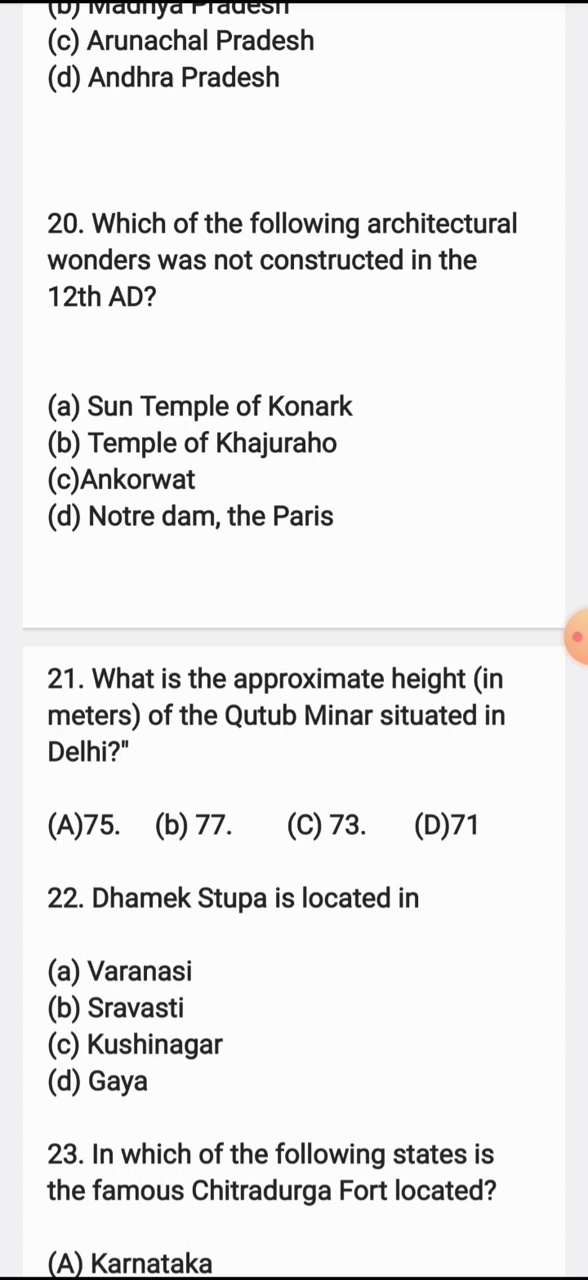 (b) Madhya Pradesh
(c) Arunachal Pradesh
(d) Andhra Pradesh
20. Which of the following architectural
wonders was not constructed in the
12th AD?
(a) Sun Temple of Konark
(b) Temple of Khajuraho
(c)Ankorwat
(d) Notre dam, the Paris
21. What is the approximate height (in
meters) of the Qutub Minar situated in
Delhi?"
(A)75. (b) 77. (C) 73. (D)71
22. Dhamek Stupa is located in
(a) Varanasi
(b) Sravasti
(c) Kushinagar
(d) Gaya
23. In which of the following states is
the famous Chitradurga Fort located?
(A) Karnataka